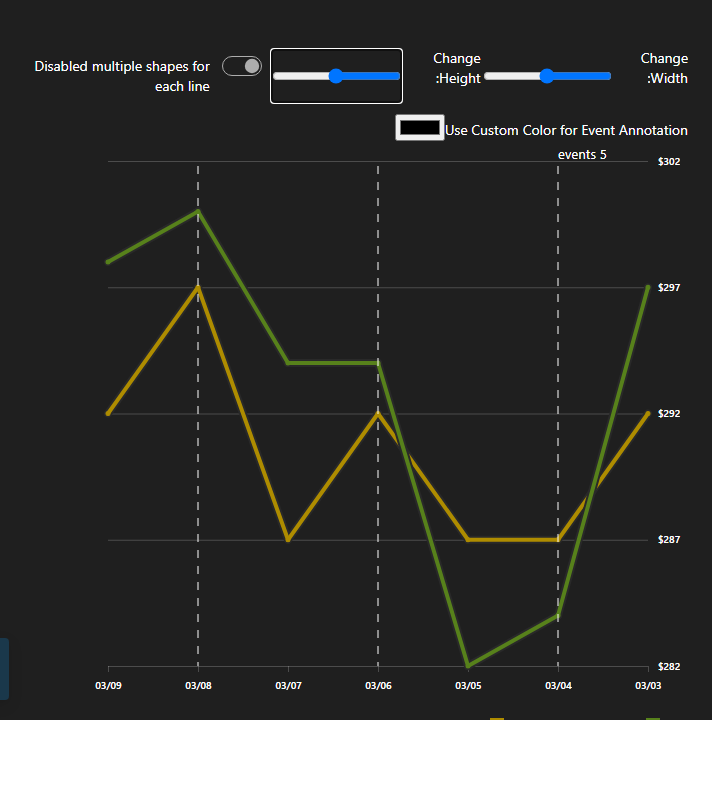 Change
:Width
Change
:Height
Disabled multiple shapes for
each line
Use Custom Color for Event Annotation
events 5
$302
$297
$292
$287
$282
03/09 03/08 03/07 03/06 03/05 03/04 03/03